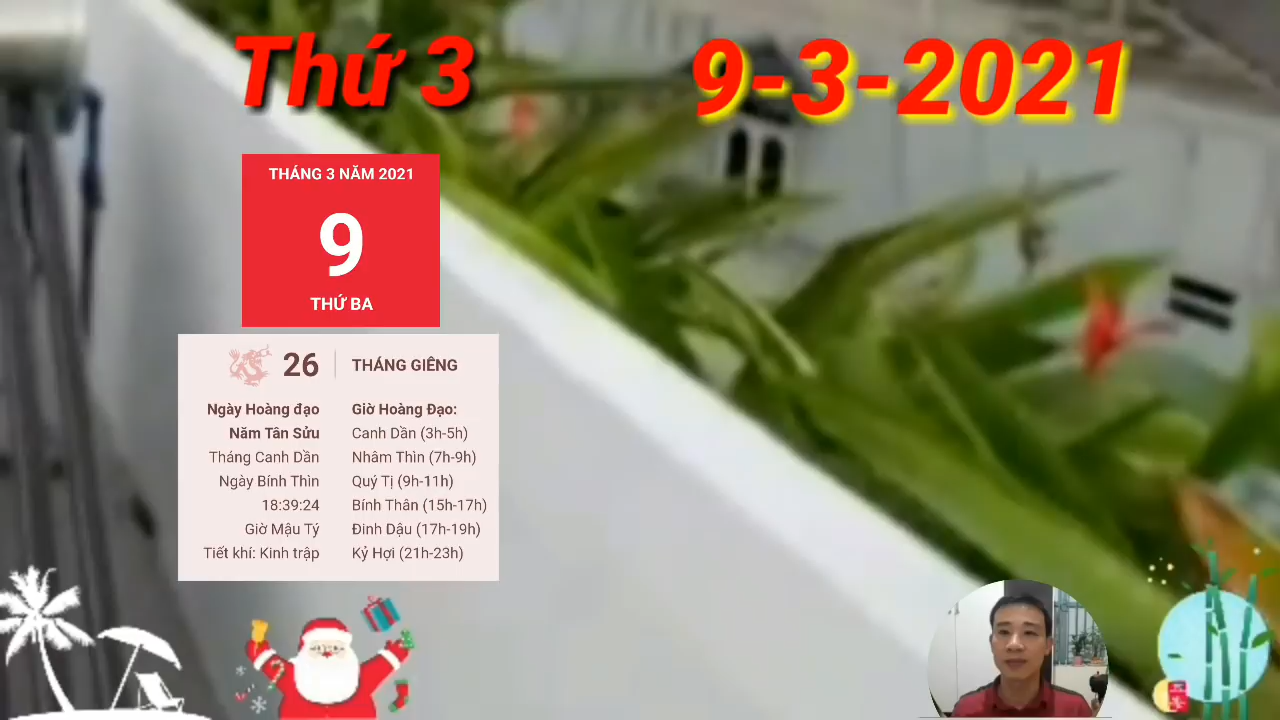 Thứ 3
9-3-2021
THÁNG 3 NĂM 2021
9
THỨ BA
26 THÁNG GIÊNG
Ngày Hoàng đạo
Năm Tân Sửu
Tháng Canh Dần
Ngày Bính Thìn
18:39:24
Giờ Mậu Tý
Tiết khí: Kinh trập
Giờ Hoàng Đạo:
Canh Dần (3h-5h)
Nhâm Thìn (7h-9h)
Quý Tị (9h-11h)
Bính Thân (15h-17h)
Đinh Dậu (17h-19h)
Kỷ Hợi (21h-23h)